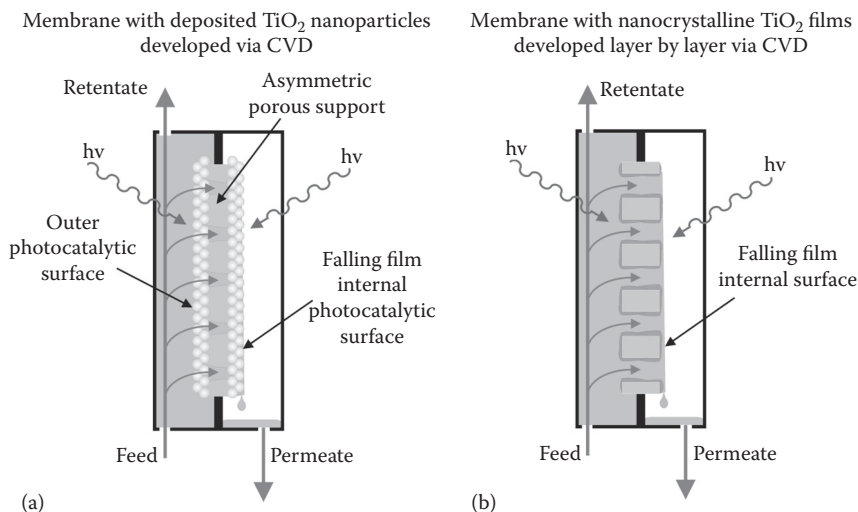 Membrane with deposited TiO₂ nanoparticles
developed via CVD
Retentate
Asymmetric
porous support
hν
hν
Outer
photocatalytic
surface
Falling film
internal
photocatalytic
surface
Feed
Permeate
(a)
Membrane with nanocrystalline TiO₂ films
developed layer by layer via CVD
Retentate
hν
hν
Falling film
internal surface
Feed
Permeate
(b)